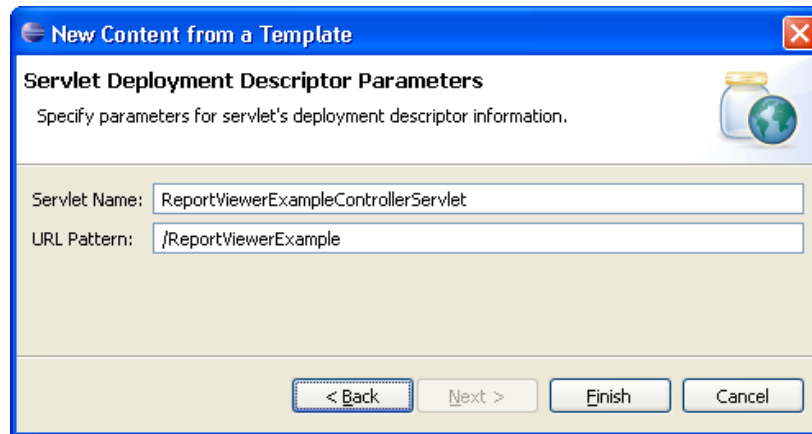 New Content from a Template
Servlet Deployment Descriptor Parameters
Specify parameters for servlet's deployment descriptor information.
Servlet Name: ReportViewerExampleControllerServlet
URL Pattern: /ReportViewerExample
< Back Next > Finish Cancel